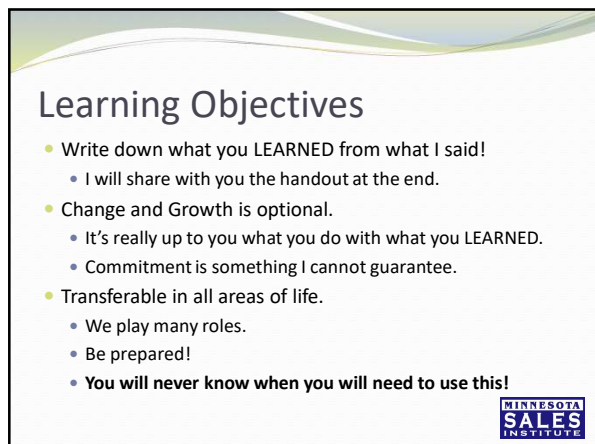 Learning Objectives
• Write down what you LEARNED from what I said!
• I will share with you the handout at the end.
• Change and Growth is optional.
• It's really up to you what you do with what you LEARNED.
• Commitment is something I cannot guarantee.
• Transferable in all areas of life.
• We play many roles.
• Be prepared!
• You will never know when you will need to use this!
MINNESOTA
SALES
INSTITUTE